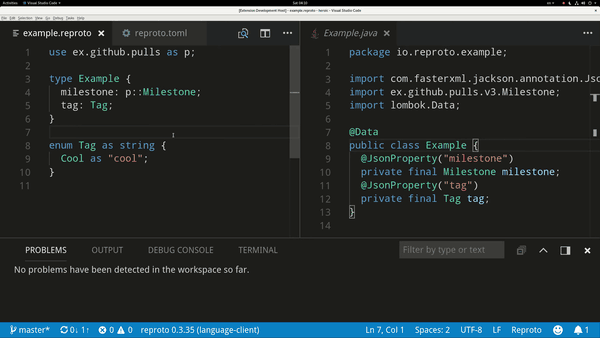 Activities Visual Studio Code
[Extension Development Host] - example.reproto - heroic - Visual Studio Code
File Edit Selection View Go Debug Tasks Help
example.reproto × reproto.toml
Example.java ×
1 use ex.github.pulls as p;
2
3 type Example {
4 milestone: p::Milestone;
5 tag: Tag;
6 }
7
8 enum Tag as string {
9 Cool as "cool";
10 }
11
1 package io.reproto.example;
2
3 import com.fasterxml.jackson.annotation.Jso
4 import ex.github.pulls.v3.Milestone;
5 import lombok.Data;
6
7 @Data
8 public class Example {
9 @JsonProperty("milestone")
10 private final Milestone milestone;
11 @JsonProperty("tag")
12 private final Tag tag;
13 }
14
PROBLEMS OUTPUT DEBUG CONSOLE TERMINAL
Filter by type or text
No problems have been detected in the workspace so far.
master* 0↓ 1↑ 0 0 reproto 0.3.35 (language-client) Ln 7, Col 1 Spaces: 2 UTF-8 LF Reproto 1